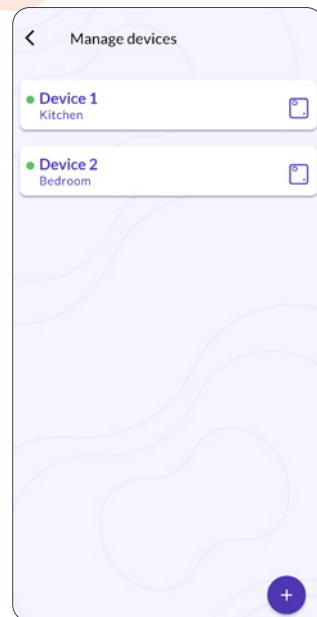 Manage devices
Device 1
Kitchen
Device 2
Bedroom
+